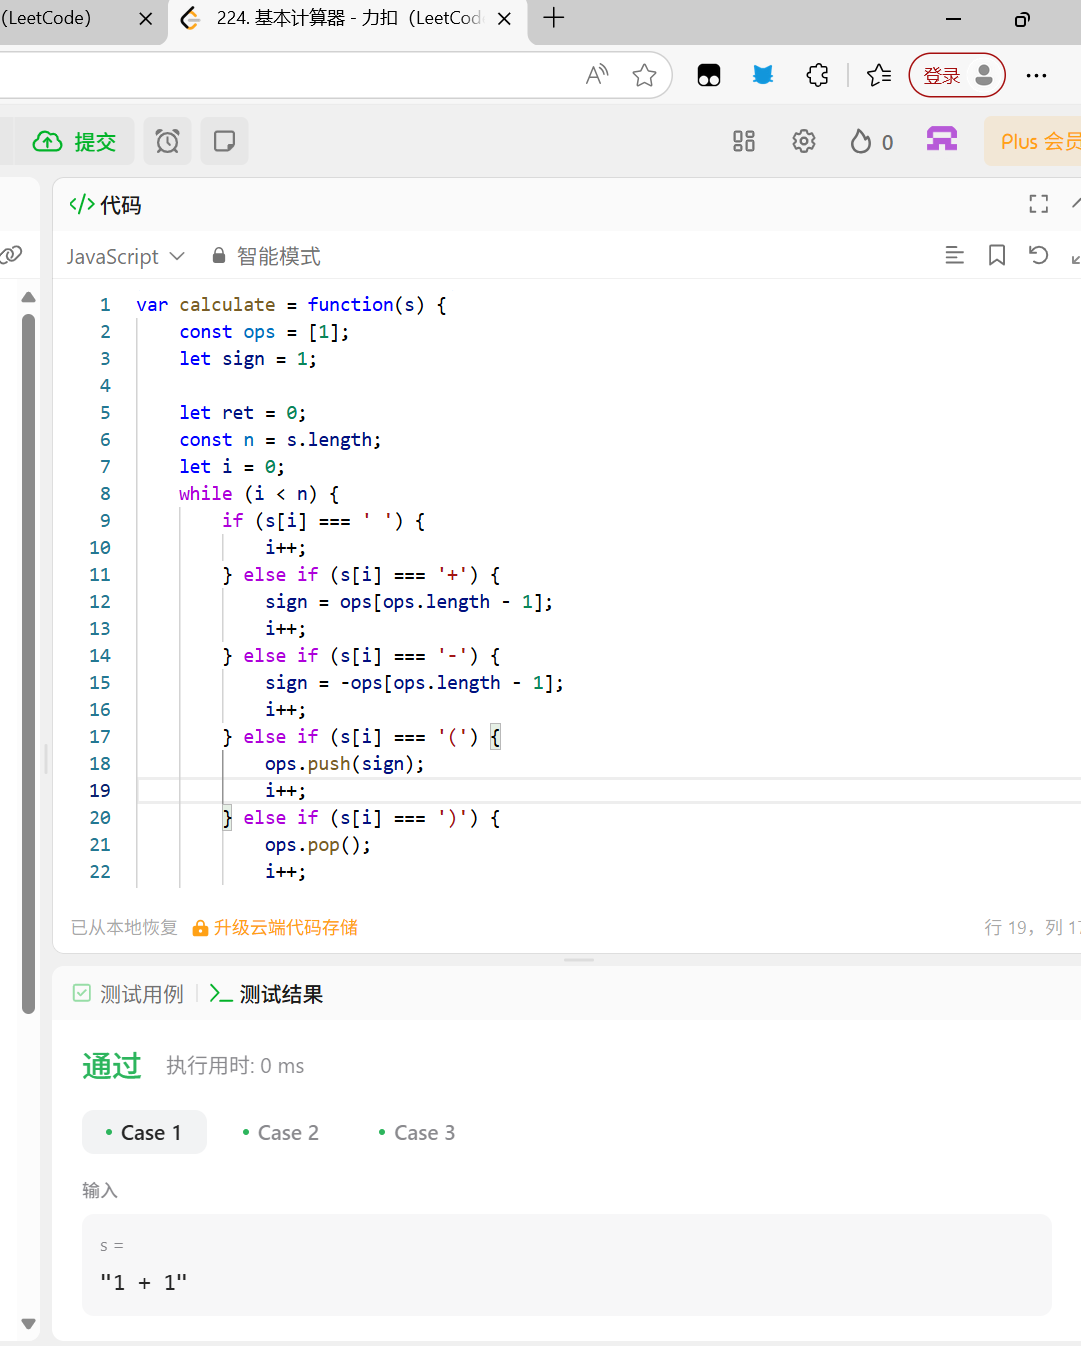 (LeetCode)
224. 基本计算器 - 力扣 (LeetCod
登录
提交
0
Plus 会员
</> 代码
JavaScript
智能模式
1 var calculate = function(s) {
2 const ops = [1];
3 let sign = 1;
4
5 let ret = 0;
6 const n = s.length;
7 let i = 0;
8 while (i < n) {
9 if (s[i] === ' ') {
10 i++;
11 } else if (s[i] === '+') {
12 sign = ops[ops.length - 1];
13 i++;
14 } else if (s[i] === '-') {
15 sign = -ops[ops.length - 1];
16 i++;
17 } else if (s[i] === '(') {
18 ops.push(sign);
19 i++;
20 } else if (s[i] === ')') {
21 ops.pop();
22 i++;
已从本地恢复 升级云端代码存储
行 19，列 17
测试用例
测试结果
通过 执行用时: 0 ms
Case 1
Case 2
Case 3
输入
s =
"1 + 1"